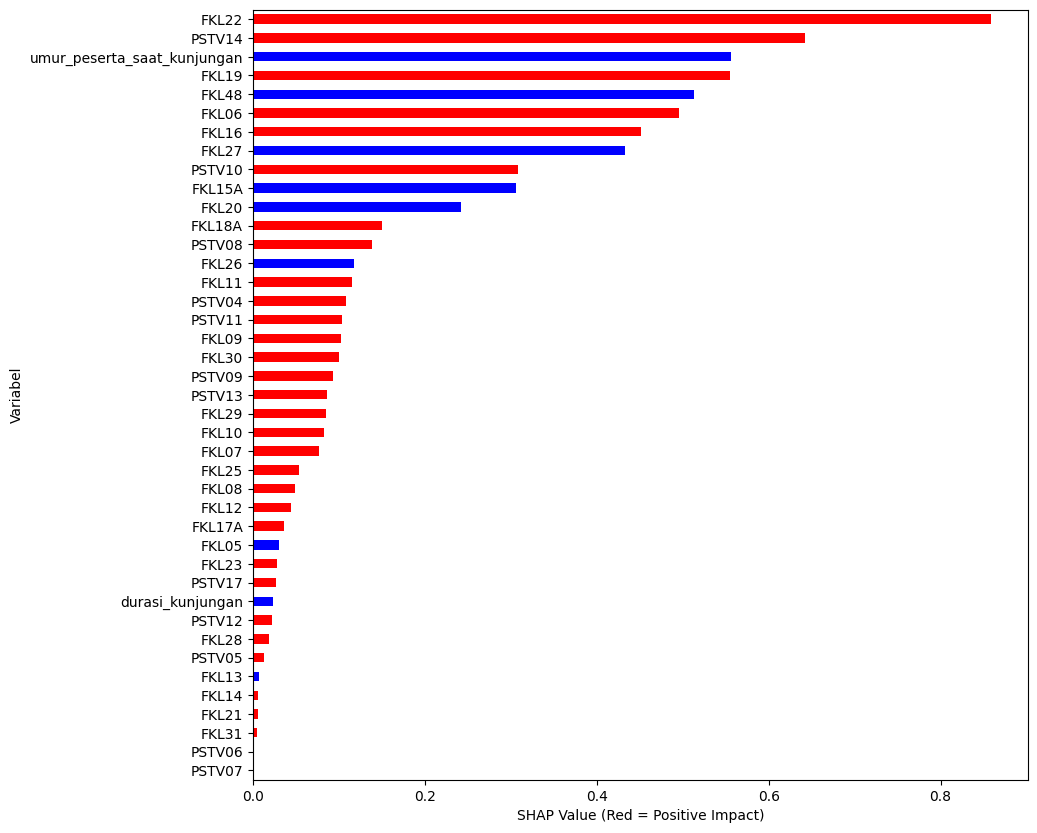 FKL22
PSTV14
umur_peserta_saat_kunjungan
FKL19
FKL48
FKL06
FKL16
FKL27
PSTV10
FKL15A
FKL20
FKL18A
PSTV08
FKL26
FKL11
PSTV04
PSTV11
FKL09
FKL30
PSTV09
PSTV13
FKL29
FKL10
FKL07
FKL25
FKL08
FKL12
FKL17A
FKL05
FKL23
PSTV17
durasi_kunjungan
PSTV12
FKL28
PSTV05
FKL13
FKL14
FKL21
FKL31
PSTV06
PSTV07
Variabel
0.0 0.2 0.4 0.6 0.8
SHAP Value (Red = Positive Impact)